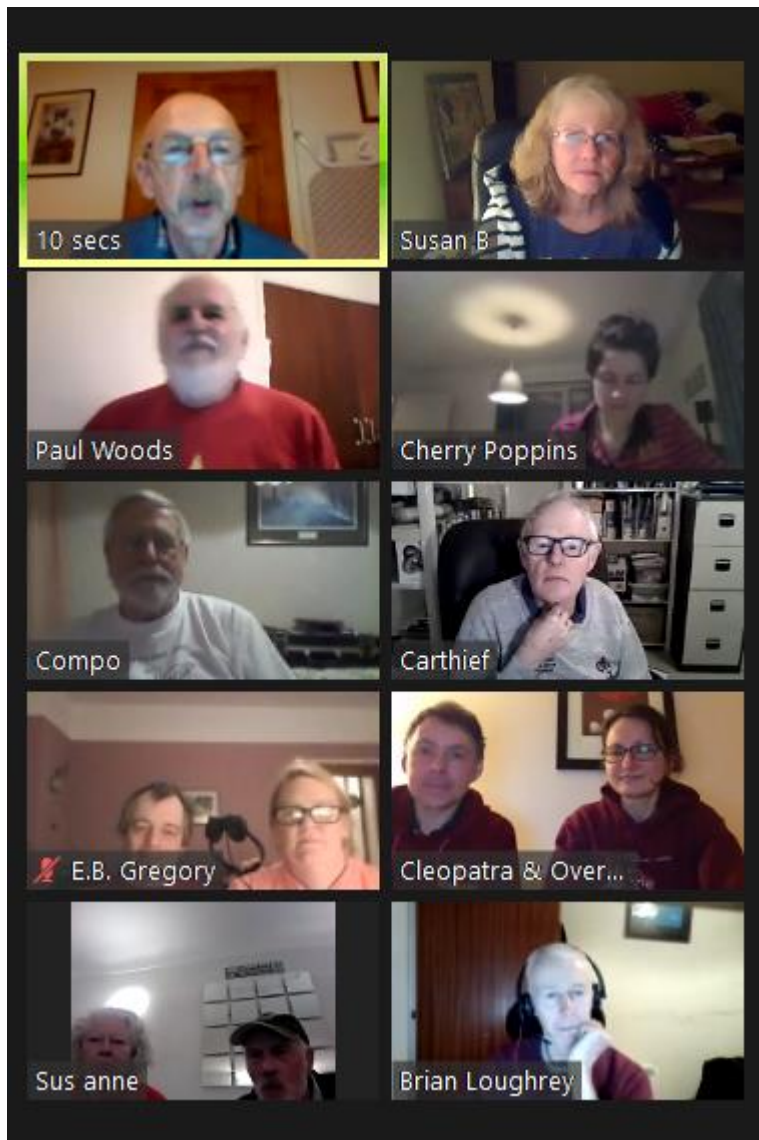 10 secs
Susan B
Paul Woods
Cherry Poppins
Compo
Carthief
E.B. Gregory
Cleopatra & Over...
Sus anne
Brian Loughrey